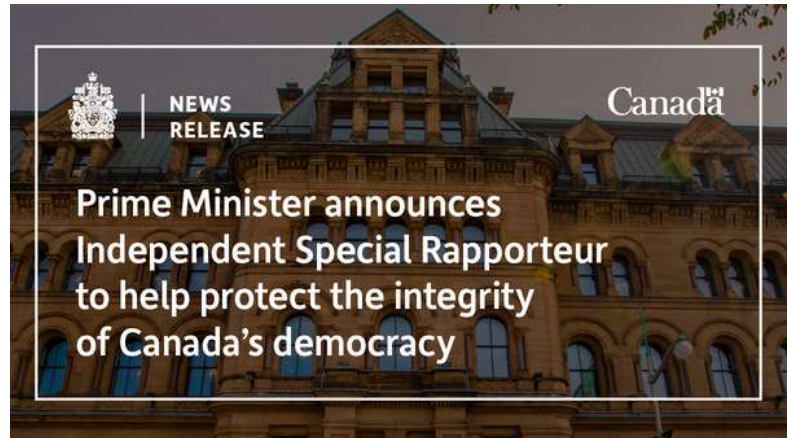 NEWS
RELEASE
Canada
Prime Minister announces
Independent Special Rapporteur
to help protect the integrity
of Canada's democracy